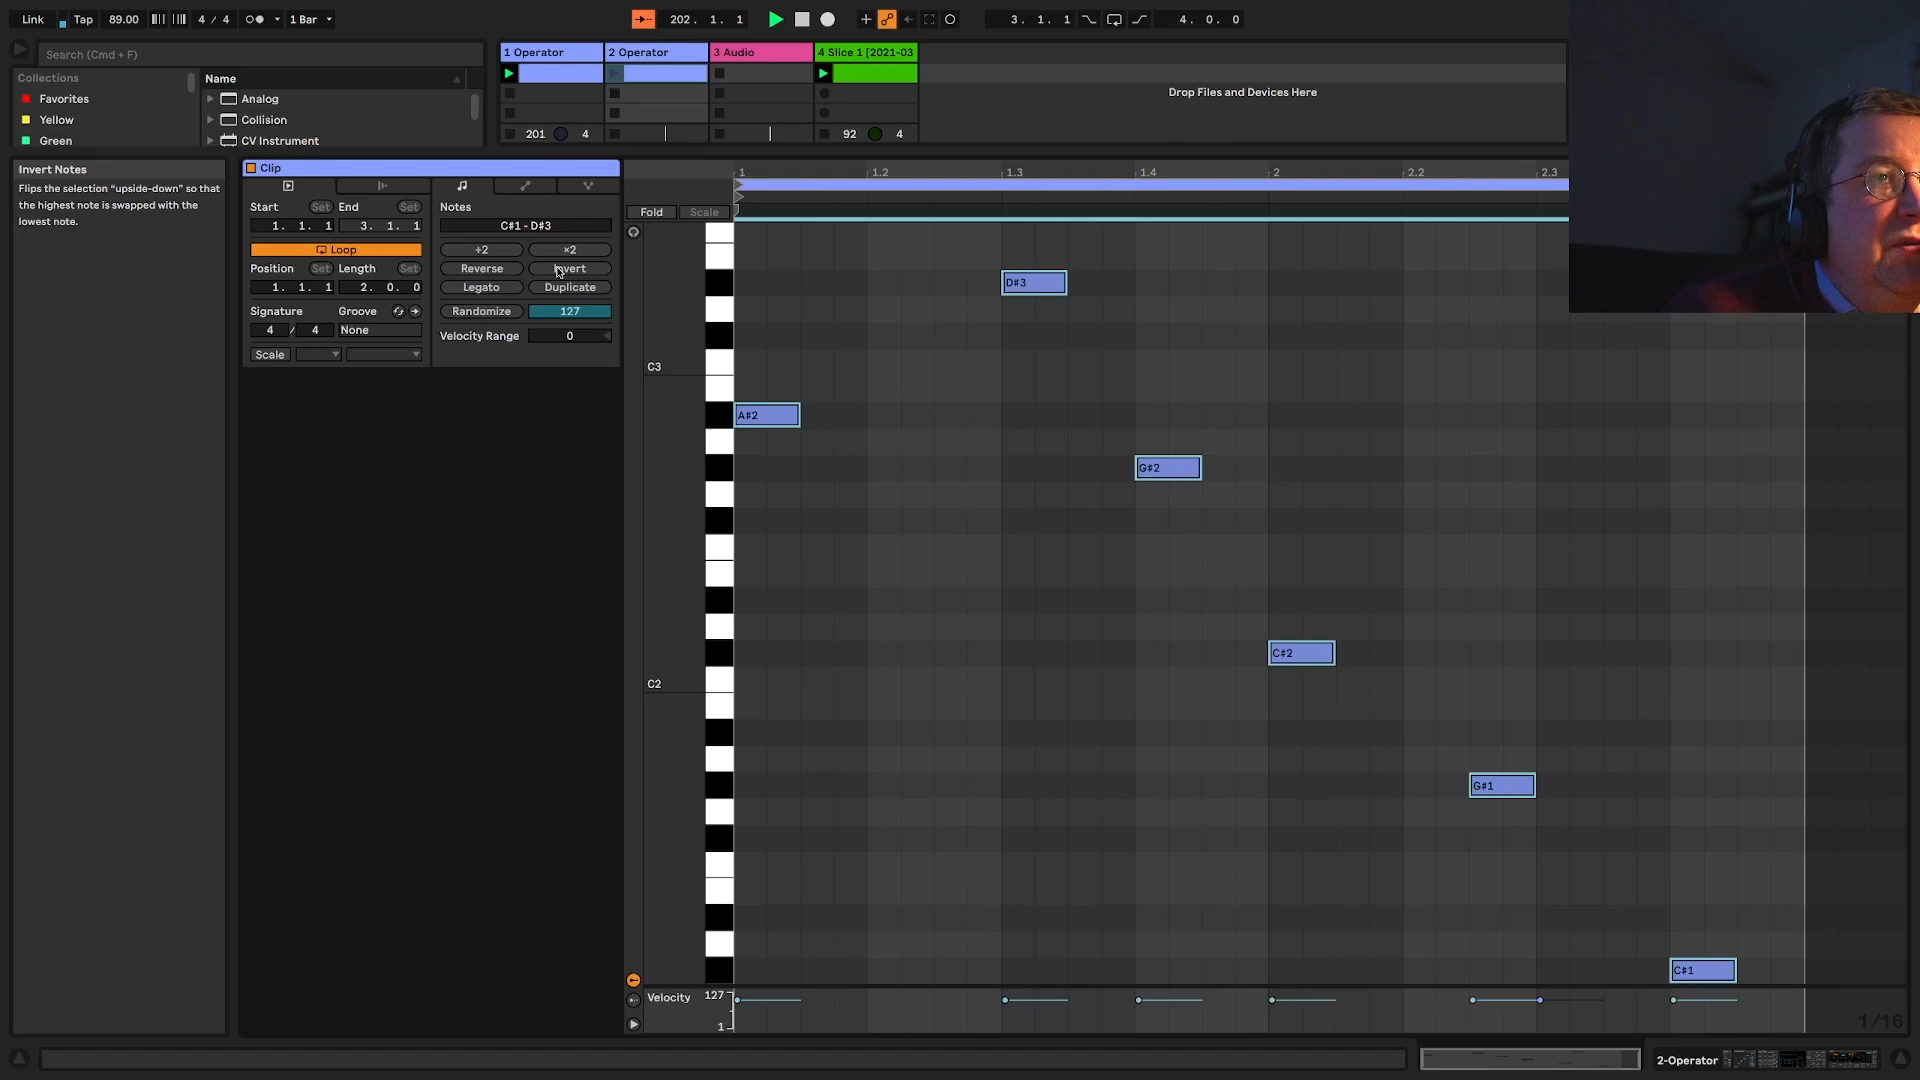 Link Tap 89.00 4 / 4 1 Bar 202. 1. 1 3. 1. 1 4. 0. 0
Search (Cmd + F)
Collections
Favorites
Yellow
Green
Name
Analog
Collision
CV Instrument
1 Operator 2 Operator 3 Audio 4 Slice 1 [2021-03
Drop Files and Devices Here
201 4 92 4
Invert Notes
Flips the selection “upside-down” so that
the highest note is swapped with the
lowest note.
Clip
Start Set End Set
1. 1. 1 3. 1. 1
Loop
Position Set Length Set
1. 1. 1 2. 0. 0
Signature Groove
4 / 4 None
Scale
Notes
C#1 - D#3
÷2 ×2
Reverse Invert
Legato Duplicate
Randomize 127
Velocity Range 0
1 1.2 1.3 1.4 2 2.2 2.3
Fold Scale
D#3
C3
A#2
G#2
C#2
C2
G#1
C#1
Velocity 127
1
1/16
2-Operator